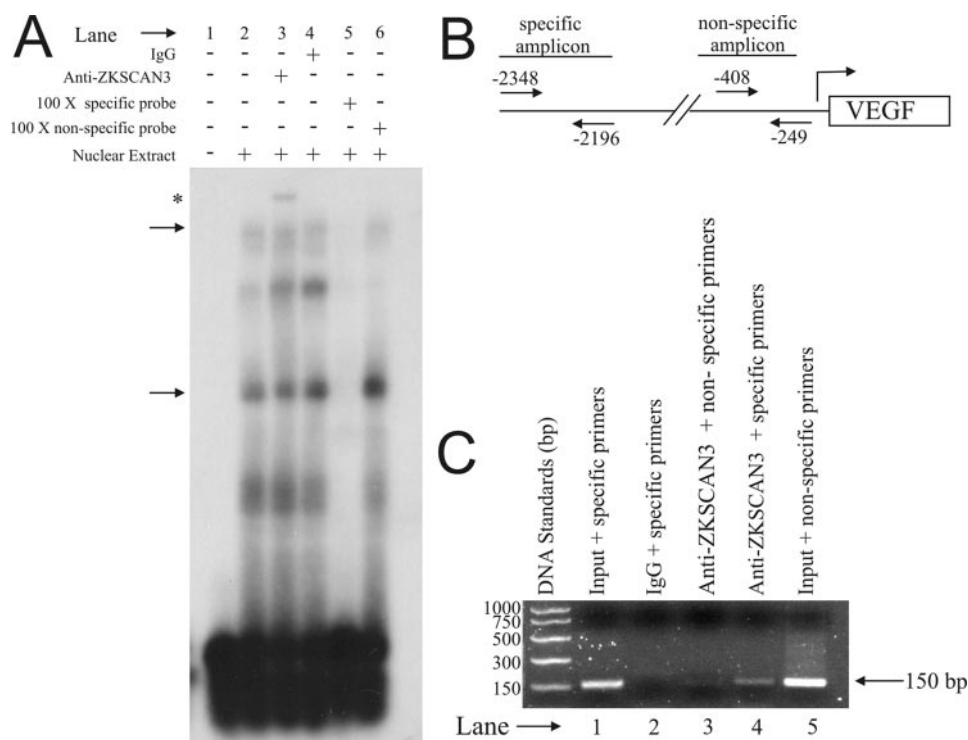 A
Lane 1 2 3 4 5 6
IgG - - - + - -
Anti-ZKSCAN3 - - + - - -
100 X specific probe - - - - + -
100 X non-specific probe - - - - - +
Nuclear Extract - + + + + +
*
B
specific amplicon
non-specific amplicon
-2348
-408
-2196
-249
VEGF
C
DNA Standards (bp)
Input + specific primers
IgG + specific primers
Anti-ZKSCAN3 + non- specific primers
Anti-ZKSCAN3 + specific primers
Input + non-specific primers
1000
750
500
300
150
150 bp
Lane 1 2 3 4 5